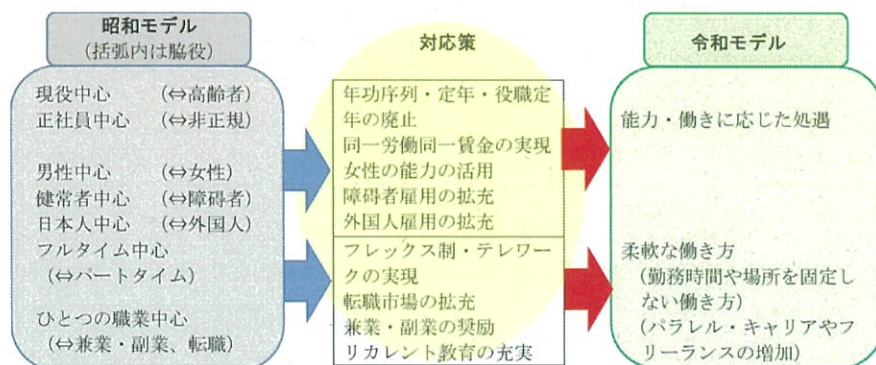 昭和モデル
(括弧内は脇役)
現役中心 (⇔高齢者)
正社員中心 (⇔非正規)
男性中心 (⇔女性)
健常者中心 (⇔障碍者)
日本人中心 (⇔外国人)
フルタイム中心
(⇔パートタイム)
ひとつの職業中心
(⇔兼業・副業、転職)
対応策
年功序列・定年・役職定
年の廃止
同一労働同一賃金の実現
女性の能力の活用
障碍者雇用の拡充
外国人雇用の拡充
フレックス制・テレワー
クの実現
転職市場の拡充
兼業・副業の奨励
リカレント教育の充実
令和モデル
能力・働きに応じた処遇
柔軟な働き方
(勤務時間や場所を固定し
ない働き方)
(パラレル・キャリアやフ
リーランスの増加)